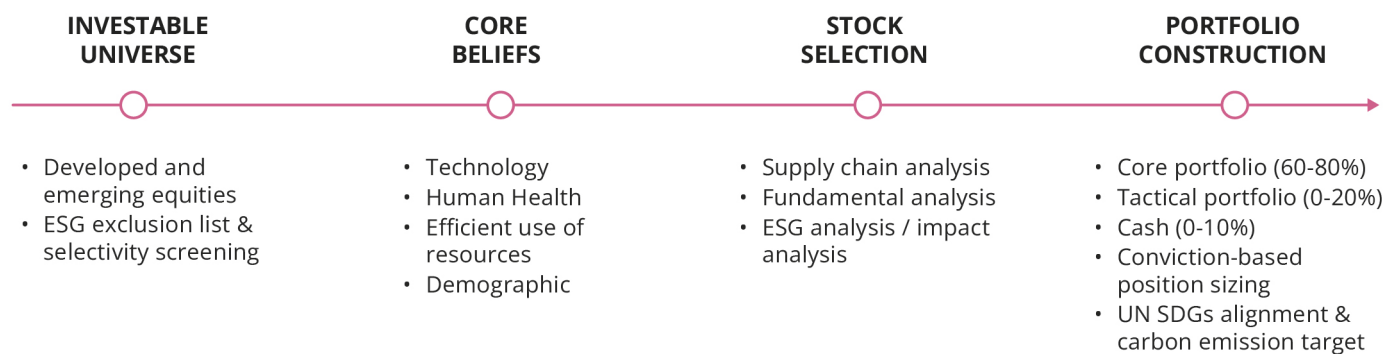 INVESTABLE
UNIVERSE
• Developed and
emerging equities
• ESG exclusion list &
selectivity screening
CORE
BELIEFS
• Technology
• Human Health
• Efficient use of
resources
• Demographic
STOCK
SELECTION
• Supply chain analysis
• Fundamental analysis
• ESG analysis / impact
analysis
PORTFOLIO
CONSTRUCTION
• Core portfolio (60-80%)
• Tactical portfolio (0-20%)
• Cash (0-10%)
• Conviction-based
position sizing
• UN SDGs alignment &
carbon emission target